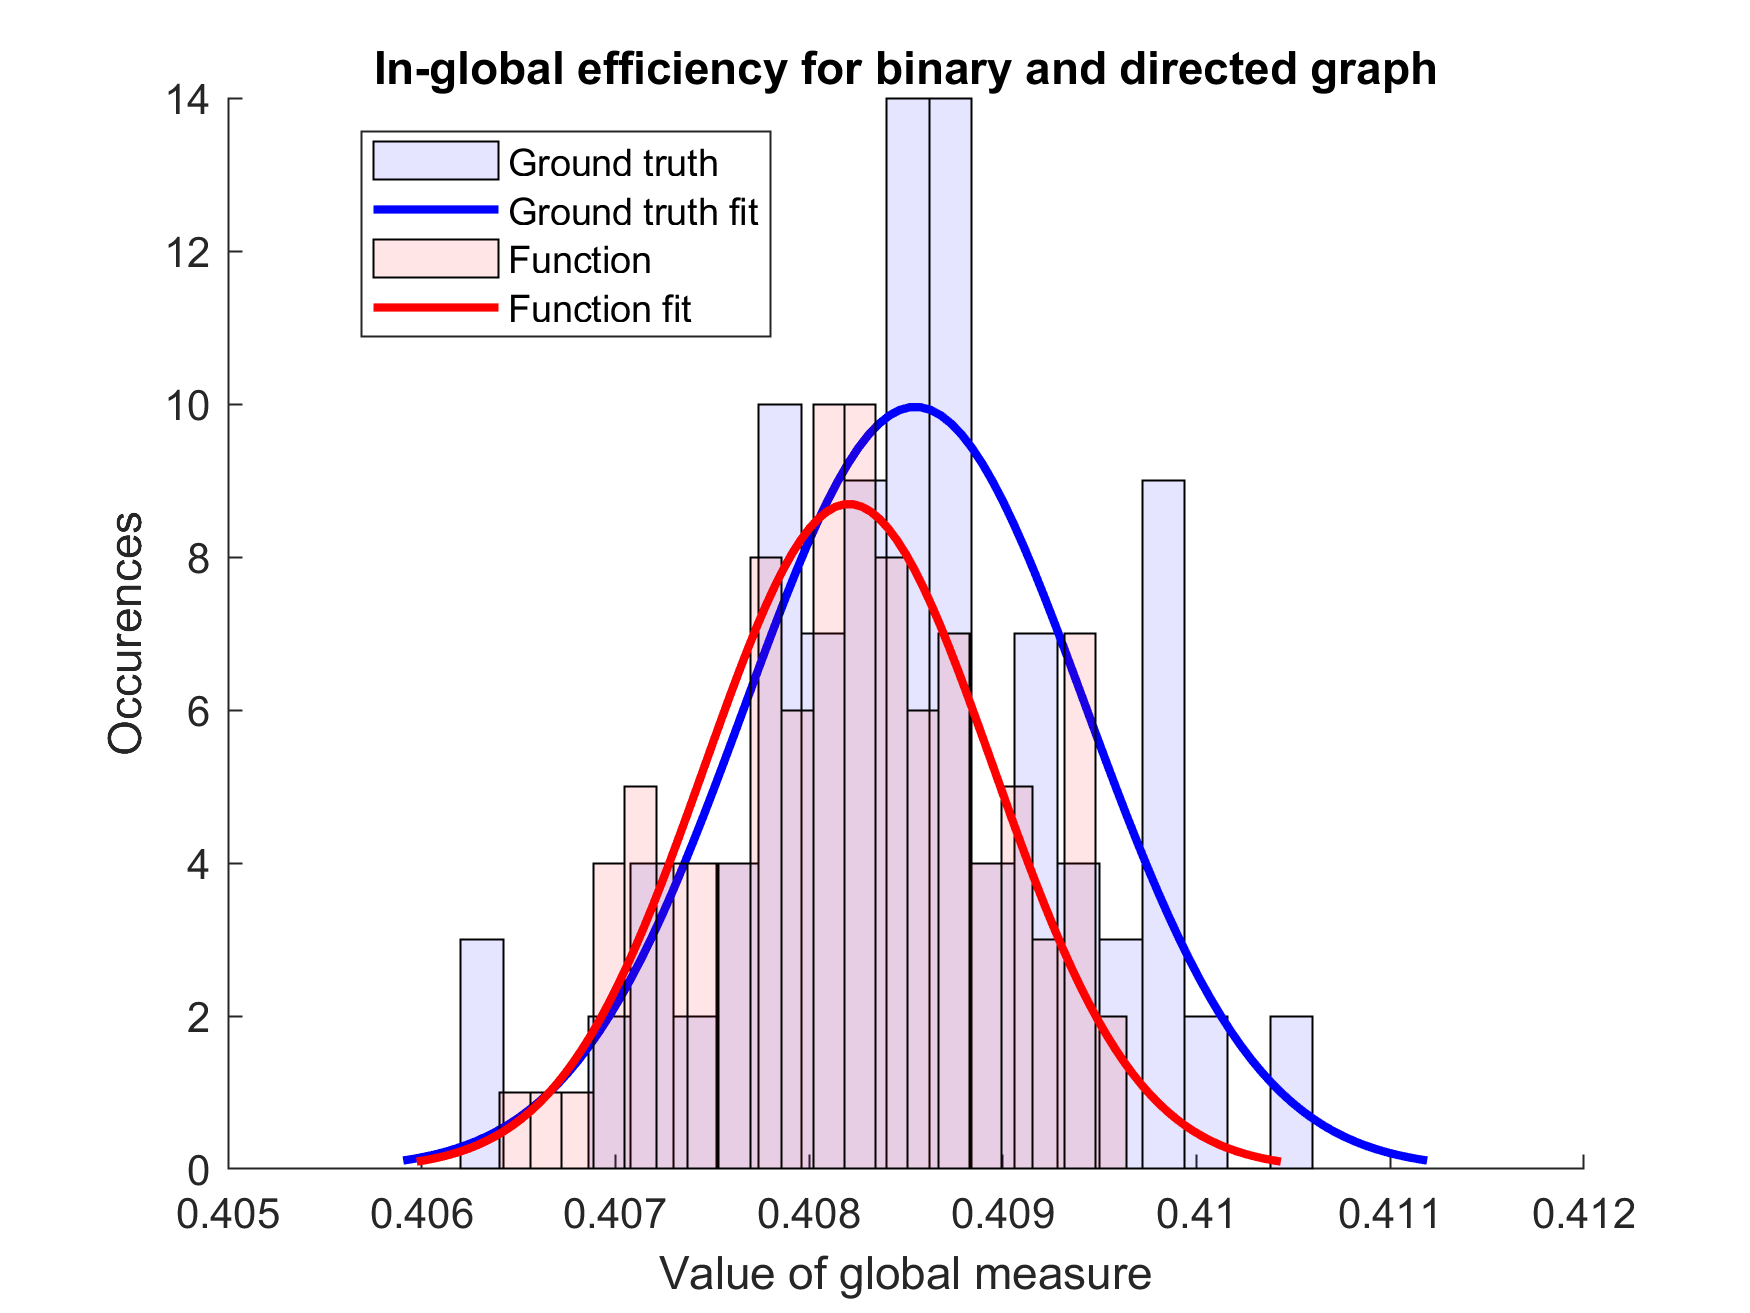 In-global efficiency for binary and directed graph
14
12
10
8
6
4
2
0
Ground truth
Ground truth fit
Function
Function fit
Occurences
0.405 0.406 0.407 0.408 0.409 0.41 0.411 0.412
Value of global measure